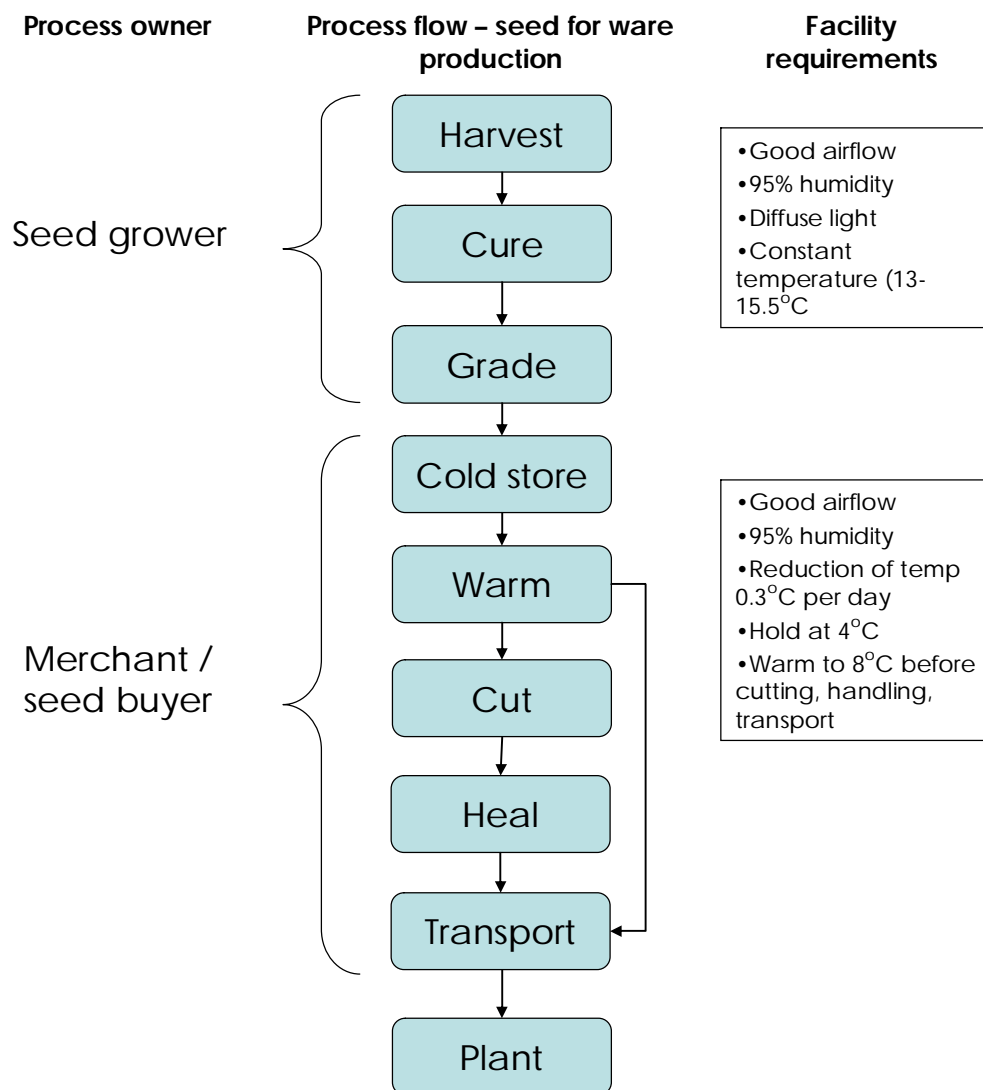 Process owner
Process flow – seed for ware
production
Facility
requirements
Harvest
Cure
Grade
Cold store
Warm
Cut
Heal
Transport
Plant
Seed grower
Merchant /
seed buyer
•Good airflow
•95% humidity
•Diffuse light
•Constant
temperature (13-
15.5°C
•Good airflow
•95% humidity
•Reduction of temp
0.3°C per day
•Hold at 4°C
•Warm to 8°C before
cutting, handling,
transport